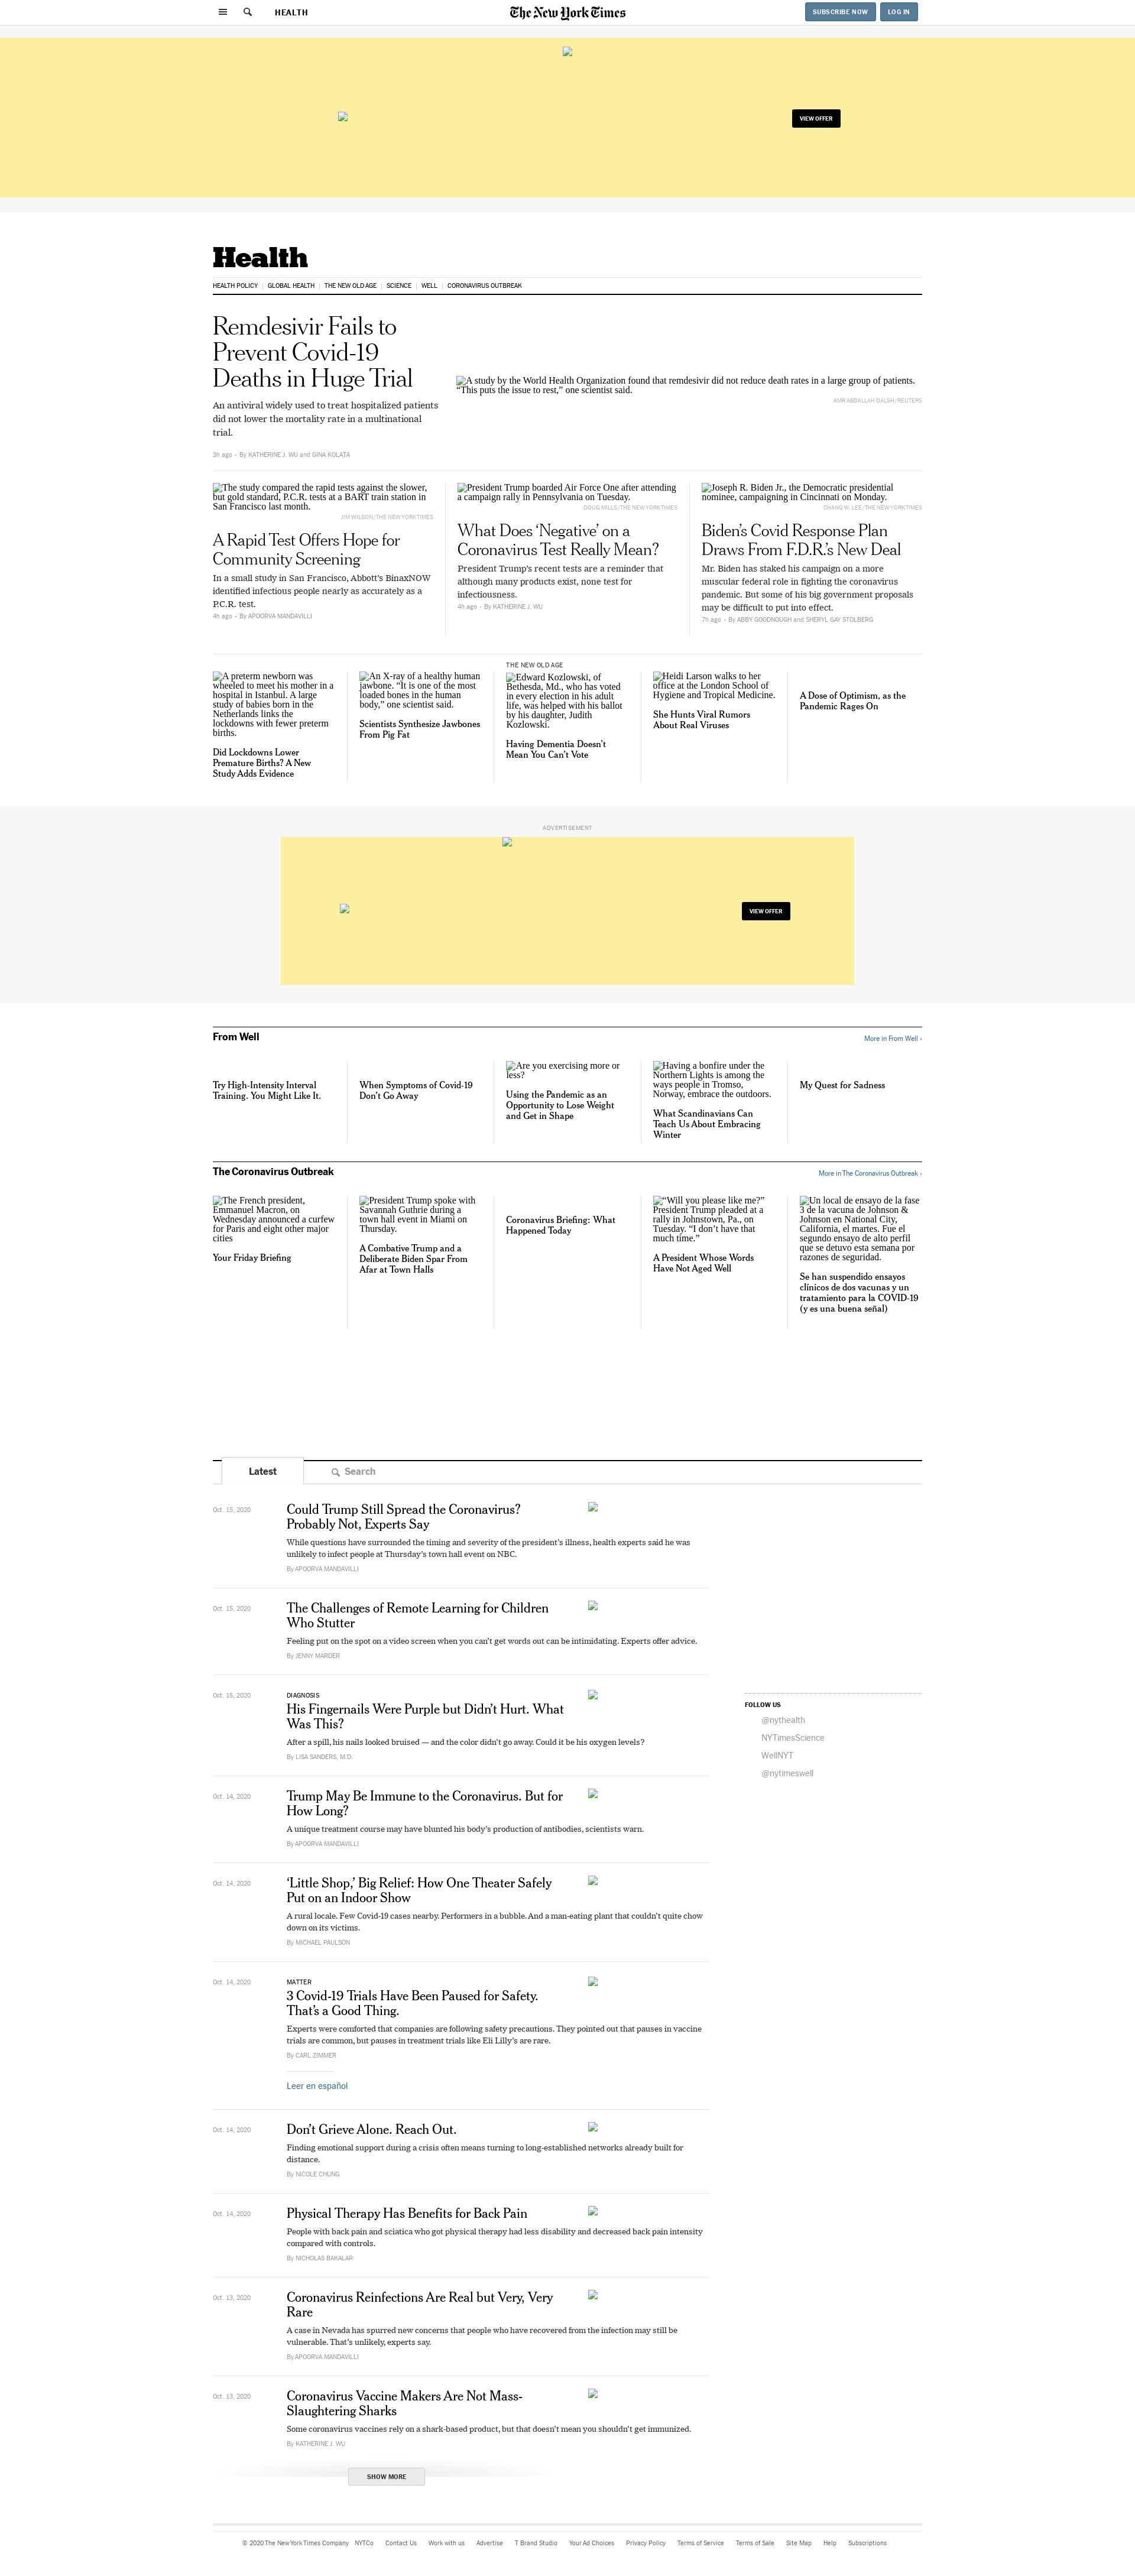 HEALTH
The New York Times
SUBSCRIBE NOW
LOG IN
VIEW OFFER
Health
HEALTH POLICY
GLOBAL HEALTH
THE NEW OLD AGE
SCIENCE
WELL
CORONAVIRUS OUTBREAK
Remdesivir Fails to
Prevent Covid-19
Deaths in Huge Trial
An antiviral widely used to treat hospitalized patients
did not lower the mortality rate in a multinational
trial.
3h ago • By KATHERINE J. WU and GINA KOLATA
A study by the World Health Organization found that remdesivir did not reduce death rates in a large group of patients.
“This puts the issue to rest,” one scientist said.
AMR ABDALLAH DALSH/REUTERS
The study compared the rapid tests against the slower,
but gold standard, P.C.R. tests at a BART train station in
San Francisco last month.
JIM WILSON/THE NEW YORK TIMES
A Rapid Test Offers Hope for
Community Screening
In a small study in San Francisco, Abbott’s BinaxNOW
identified infectious people nearly as accurately as a
P.C.R. test.
4h ago • By APOORVA MANDAVILLI
President Trump boarded Air Force One after attending
a campaign rally in Pennsylvania on Tuesday.
DOUG MILLS/THE NEW YORK TIMES
What Does ‘Negative’ on a
Coronavirus Test Really Mean?
President Trump’s recent tests are a reminder that
although many products exist, none test for
infectiousness.
4h ago • By KATHERINE J. WU
Joseph R. Biden Jr., the Democratic presidential
nominee, campaigning in Cincinnati on Monday.
CHANG W. LEE/THE NEW YORK TIMES
Biden’s Covid Response Plan
Draws From F.D.R.’s New Deal
Mr. Biden has staked his campaign on a more
muscular federal role in fighting the coronavirus
pandemic. But some of his big government proposals
may be difficult to put into effect.
7h ago • By ABBY GOODNOUGH and SHERYL GAY STOLBERG
A preterm newborn was
wheeled to meet his mother in a
hospital in Istanbul. A large
study of babies born in the
Netherlands links the
lockdowns with fewer preterm
births.
Did Lockdowns Lower
Premature Births? A New
Study Adds Evidence
An X-ray of a healthy human
jawbone. “It is one of the most
loaded bones in the human
body,” one scientist said.
Scientists Synthesize Jawbones
From Pig Fat
THE NEW OLD AGE
Edward Kozlowski, of
Bethesda, Md., who has voted
in every election in his adult
life, was helped with his ballot
by his daughter, Judith
Kozlowski.
Having Dementia Doesn’t
Mean You Can’t Vote
Heidi Larson walks to her
office at the London School of
Hygiene and Tropical Medicine.
She Hunts Viral Rumors
About Real Viruses
A Dose of Optimism, as the
Pandemic Rages On
ADVERTISEMENT
VIEW OFFER
From Well
More in From Well ›
Try High-Intensity Interval
Training. You Might Like It.
When Symptoms of Covid-19
Don’t Go Away
Are you exercising more or
less?
Using the Pandemic as an
Opportunity to Lose Weight
and Get in Shape
Having a bonfire under the
Northern Lights is among the
ways people in Tromso,
Norway, embrace the outdoors.
What Scandinavians Can
Teach Us About Embracing
Winter
My Quest for Sadness
The Coronavirus Outbreak
More in The Coronavirus Outbreak ›
The French president,
Emmanuel Macron, on
Wednesday announced a curfew
for Paris and eight other major
cities
Your Friday Briefing
President Trump spoke with
Savannah Guthrie during a
town hall event in Miami on
Thursday.
A Combative Trump and a
Deliberate Biden Spar From
Afar at Town Halls
Coronavirus Briefing: What
Happened Today
“Will you please like me?”
President Trump pleaded at a
rally in Johnstown, Pa., on
Tuesday. “I don’t have that
much time.”
A President Whose Words
Have Not Aged Well
Un local de ensayo de la fase
3 de la vacuna de Johnson &
Johnson en National City,
California, el martes. Fue el
segundo ensayo de alto perfil
que se detuvo esta semana por
razones de seguridad.
Se han suspendido ensayos
clínicos de dos vacunas y un
tratamiento para la COVID-19
(y es una buena señal)
Latest
Search
Oct. 15, 2020
Could Trump Still Spread the Coronavirus?
Probably Not, Experts Say
While questions have surrounded the timing and severity of the president’s illness, health experts said he was
unlikely to infect people at Thursday’s town hall event on NBC.
By APOORVA MANDAVILLI
Oct. 15, 2020
The Challenges of Remote Learning for Children
Who Stutter
Feeling put on the spot on a video screen when you can’t get words out can be intimidating. Experts offer advice.
By JENNY MARDER
Oct. 15, 2020
DIAGNOSIS
His Fingernails Were Purple but Didn’t Hurt. What
Was This?
After a spill, his nails looked bruised — and the color didn’t go away. Could it be his oxygen levels?
By LISA SANDERS, M.D.
FOLLOW US
@nythealth
NYTimesScience
WellNYT
@nytimeswell
Oct. 14, 2020
Trump May Be Immune to the Coronavirus. But for
How Long?
A unique treatment course may have blunted his body’s production of antibodies, scientists warn.
By APOORVA MANDAVILLI
Oct. 14, 2020
‘Little Shop,’ Big Relief: How One Theater Safely
Put on an Indoor Show
A rural locale. Few Covid-19 cases nearby. Performers in a bubble. And a man-eating plant that couldn’t quite chow
down on its victims.
By MICHAEL PAULSON
Oct. 14, 2020
MATTER
3 Covid-19 Trials Have Been Paused for Safety.
That’s a Good Thing.
Experts were comforted that companies are following safety precautions. They pointed out that pauses in vaccine
trials are common, but pauses in treatment trials like Eli Lilly’s are rare.
By CARL ZIMMER
Leer en español
Oct. 14, 2020
Don’t Grieve Alone. Reach Out.
Finding emotional support during a crisis often means turning to long-established networks already built for
distance.
By NICOLE CHUNG
Oct. 14, 2020
Physical Therapy Has Benefits for Back Pain
People with back pain and sciatica who got physical therapy had less disability and decreased back pain intensity
compared with controls.
By NICHOLAS BAKALAR
Oct. 13, 2020
Coronavirus Reinfections Are Real but Very, Very
Rare
A case in Nevada has spurred new concerns that people who have recovered from the infection may still be
vulnerable. That’s unlikely, experts say.
By APOORVA MANDAVILLI
Oct. 13, 2020
Coronavirus Vaccine Makers Are Not Mass-
Slaughtering Sharks
Some coronavirus vaccines rely on a shark-based product, but that doesn’t mean you shouldn’t get immunized.
By KATHERINE J. WU
SHOW MORE
© 2020 The New York Times Company NYTCo Contact Us Work with us Advertise T Brand Studio Your Ad Choices Privacy Policy Terms of Service Terms of Sale Site Map Help Subscriptions